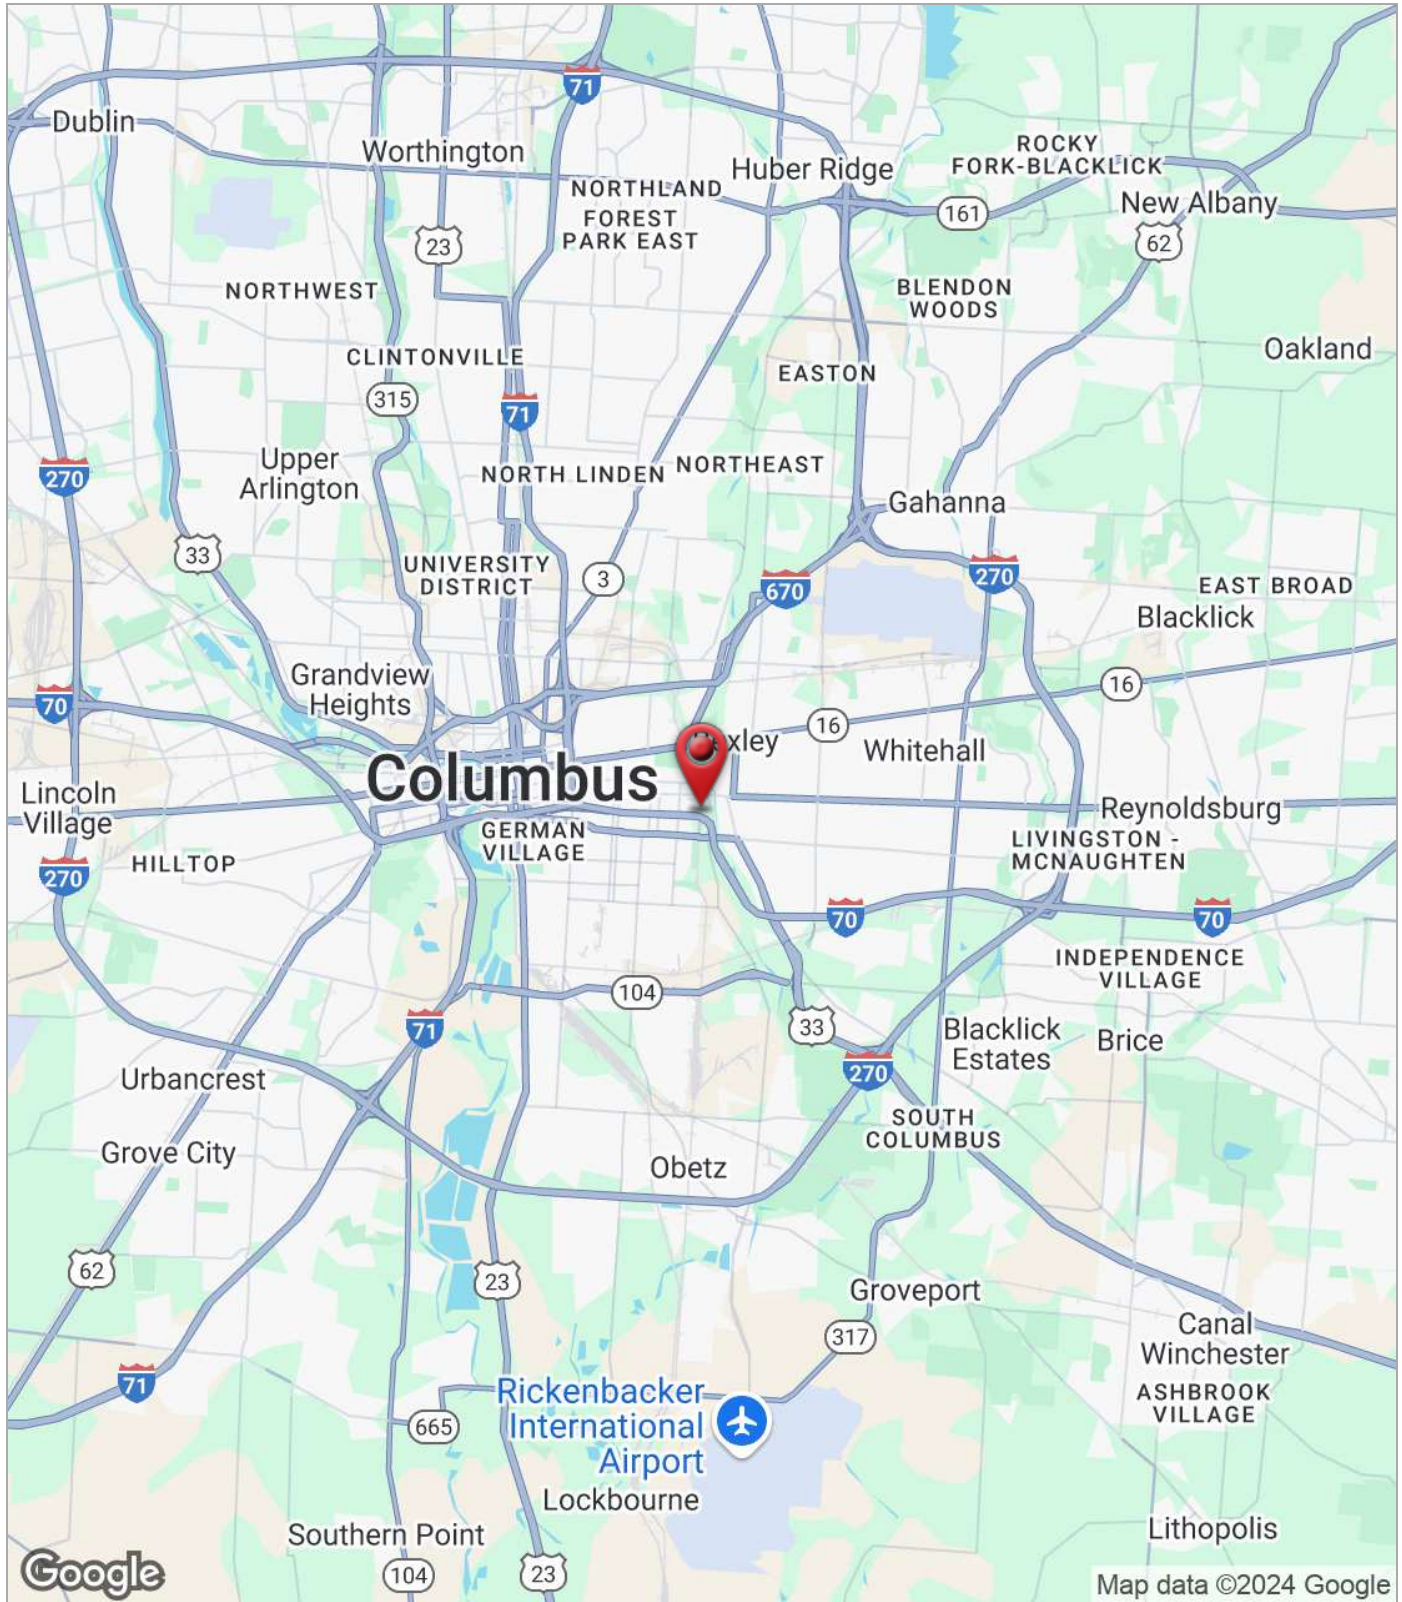 71
Dublin
Worthington
Huber Ridge
ROCKY
FORK-BLACKLICK
NORTHLAND
FOREST
PARK EAST
161
New Albany
23
62
NORTHWEST
BLENDON
WOODS
CLINTONVILLE
Oakland
EASTON
315
71
Upper
Arlington
270
NORTH LINDEN
NORTHEAST
Gahanna
33
UNIVERSITY
DISTRICT
3
670
270
EAST BROAD
Blacklick
Grandview
Heights
16
70
16
Whitehall
Columbus
Lincoln
Village
Reynoldsburg
GERMAN
VILLAGE
LIVINGSTON -
MCNAUGHTEN
HILLTOP
270
70
70
INDEPENDENCE
VILLAGE
104
71
33
Blacklick
Estates
Brice
270
Urbancrest
SOUTH
COLUMBUS
Grove City
Obetz
62
23
Groveport
317
Canal
Winchester
71
Rickenbacker
International
Airport
ASHBROOK
VILLAGE
665
Lockbourne
Southern Point
Lithopolis
104
23
Google
Map data ©2024 Google